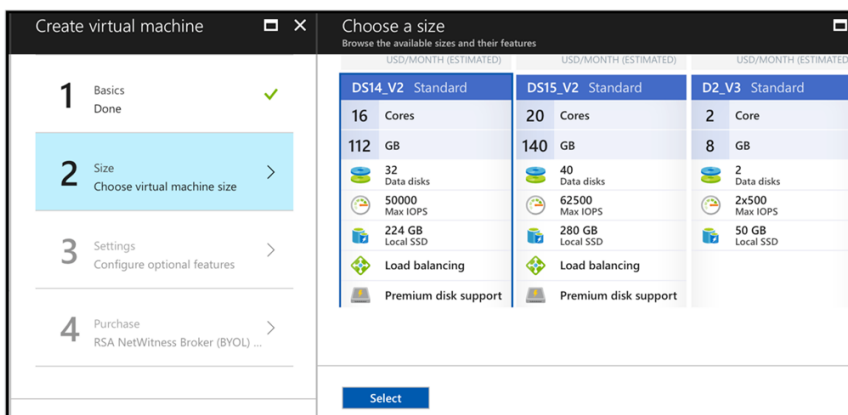 Create virtual machine
1
Basics
Done
2
Size
Choose virtual machine size
3
Settings
Configure optional features
4
Purchase
RSA NetWitness Broker (BYOL) ...
Choose a size
Browse the available sizes and their features
USD/MONTH (ESTIMATED)
DS14_V2 Standard
16 Cores
112 GB
32
Data disks
50000
Max IOPS
224 GB
Local SSD
Load balancing
Premium disk support
USD/MONTH (ESTIMATED)
DS15_V2 Standard
20 Cores
140 GB
40
Data disks
62500
Max IOPS
280 GB
Local SSD
Load balancing
Premium disk support
USD/MONTH (ESTIMATED
D2_V3 Standard
2 Core
8 GB
2
Data disks
2x500
Max IOPS
50 GB
Local SSD
Select